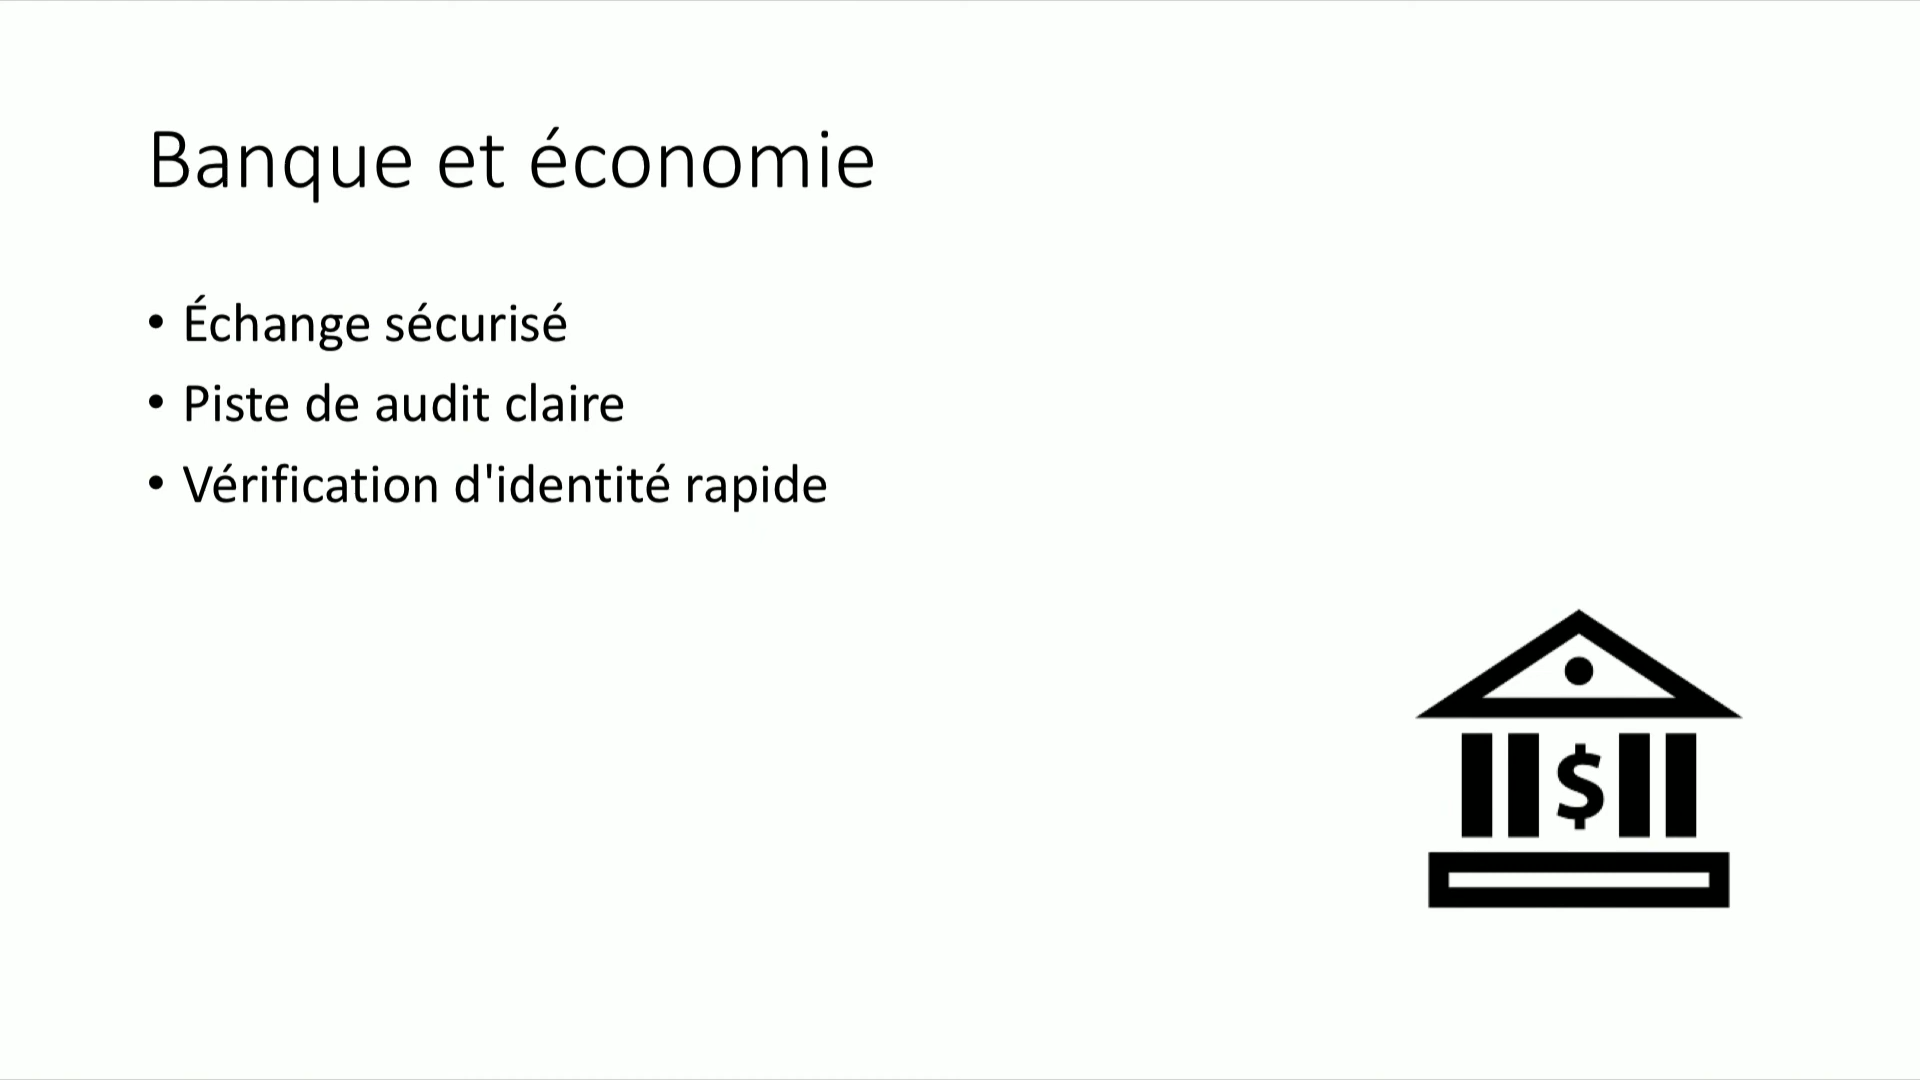 Banque et économie
• Échange sécurisé
• Piste de audit claire
• Vérification d'identité rapide
$